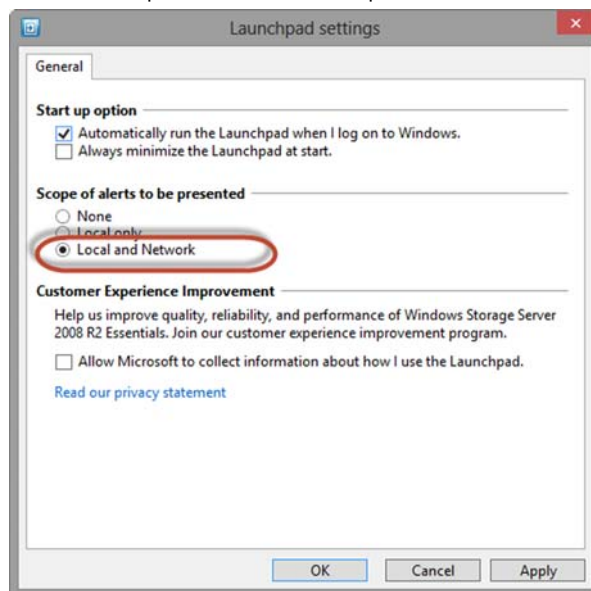 Launchpad settings
General
Start up option
Automatically run the Launchpad when I log on to Windows.
Always minimize the Launchpad at start.
Scope of alerts to be presented
None
Local only
Local and Network
Customer Experience Improvement
Help us improve quality, reliability, and performance of Windows Storage Server
2008 R2 Essentials. Join our customer experience improvement program.
Allow Microsoft to collect information about how I use the Launchpad.
Read our privacy statement
OK Cancel Apply